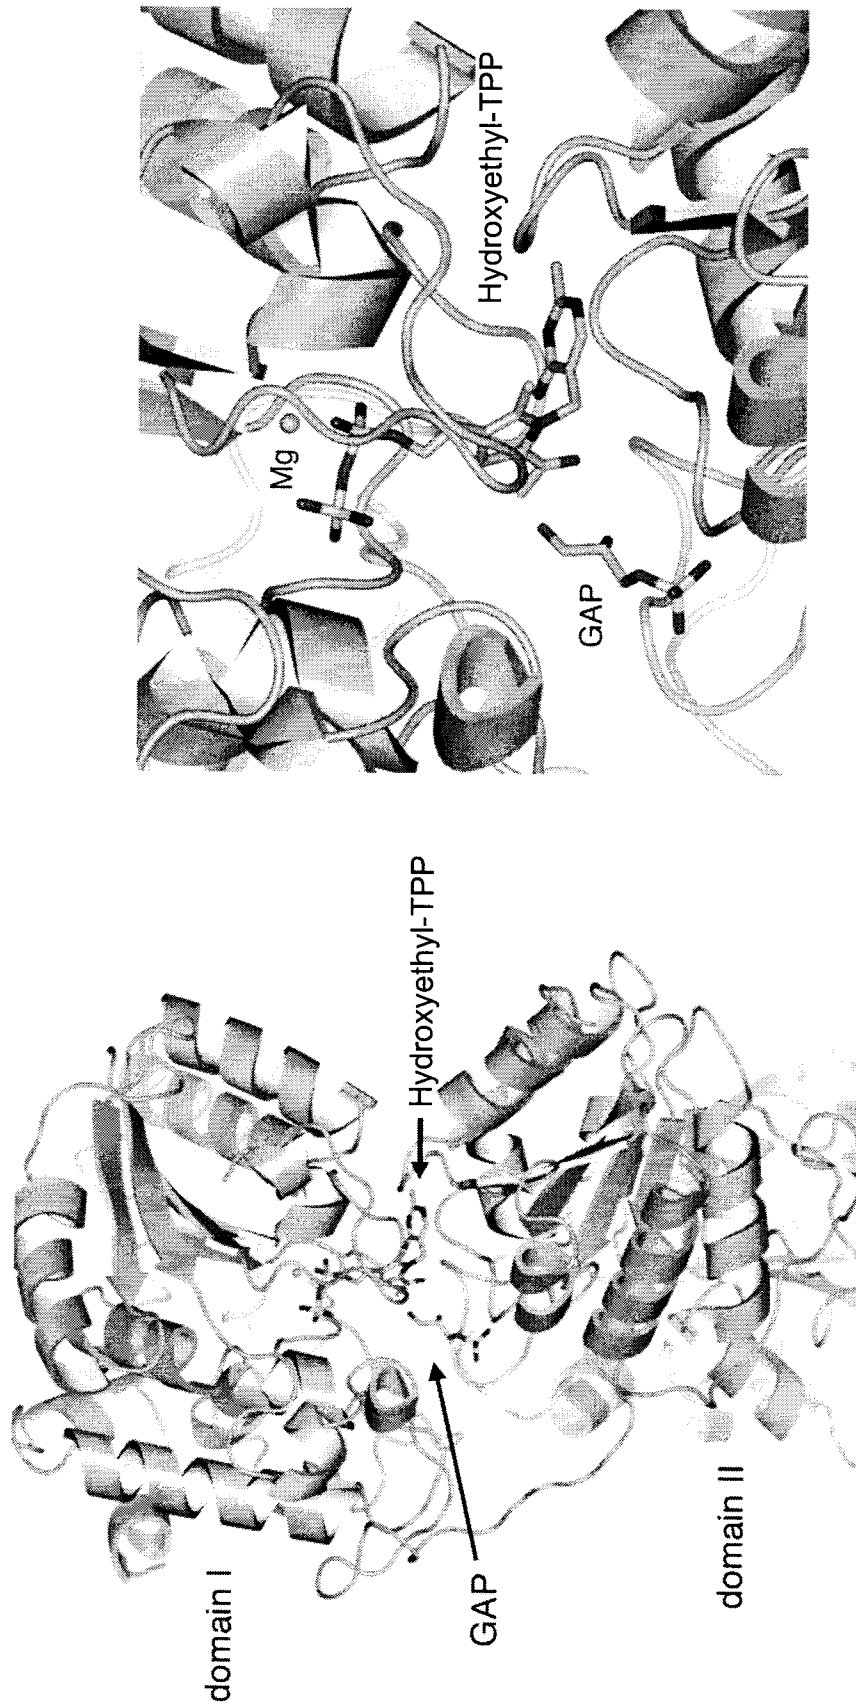 domain I
GAP
domain II
Hydroxyethyl-TPP
Mg
GAP
Hydroxyethyl-TPP